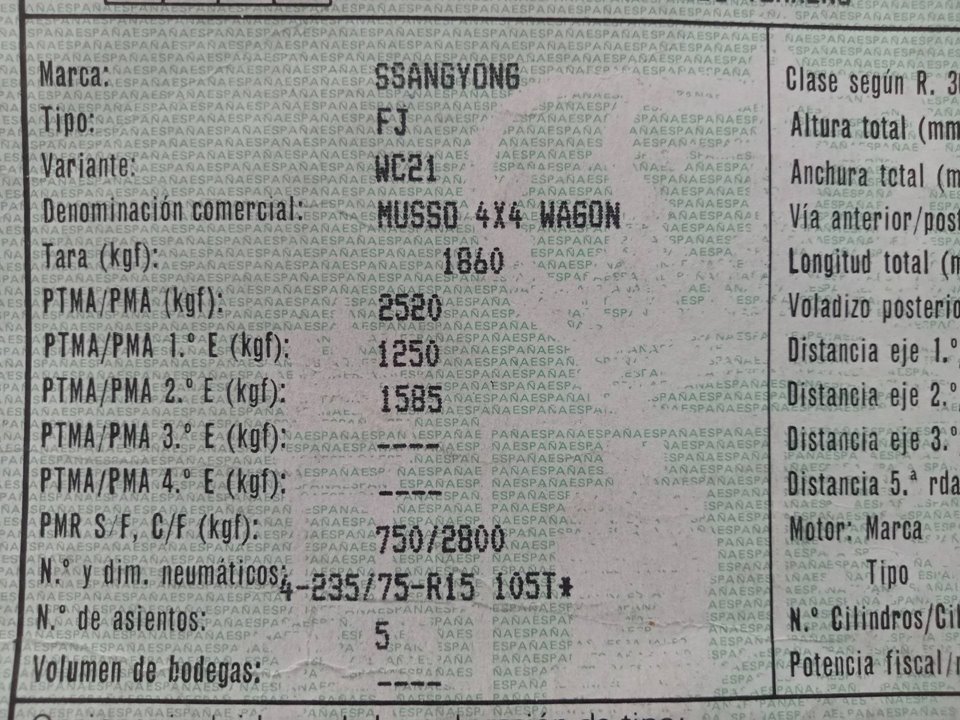 Marca: SSANGYONG
Tipo: FJ
Variante: WC21
Denominación comercial: MUSSO 4X4 WAGON
Tara (kgf): 1860
PTMA/PMA (kgf): 2520
PTMA/PMA 1.º E (kgf): 1250
PTMA/PMA 2.º E (kgf): 1585
PTMA/PMA 3.º E (kgf): ----
PTMA/PMA 4.º E (kgf): ----
PMR S/F, C/F (kgf): 750/2800
N.º y dim. neumáticos: 4-235/75-R15 105T*
N.º de asientos: 5
Volumen de bodegas: ----
Clase según R.
Altura total (mm
Anchura total (m
Vía anterior/post
Longitud total (m
Voladizo posterio
Distancia eje 1.º
Distancia eje 2.º
Distancia eje 3.º
Distancia 5.ª rda
Motor: Marca
Tipo
N.º Cilindros/Cil
Potencia fiscal/r